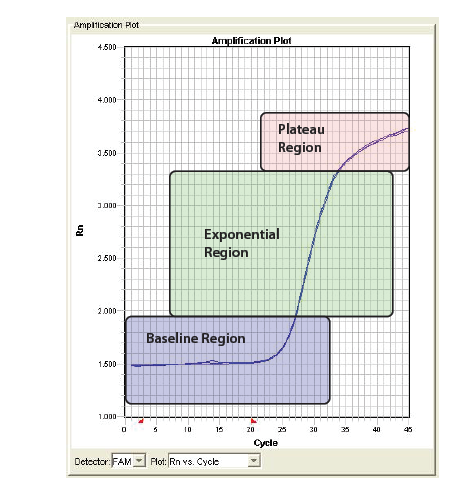 Amplification Plot
Amplification Plot
4.500
4.000
3.500
3.000
2.500
2.000
1.500
1.000
Rn
Plateau
Region
Exponential
Region
Baseline Region
0 5 10 15 20 25 30 35 40 45
Cycle
Detector: FAM Plot: Rn vs. Cycle